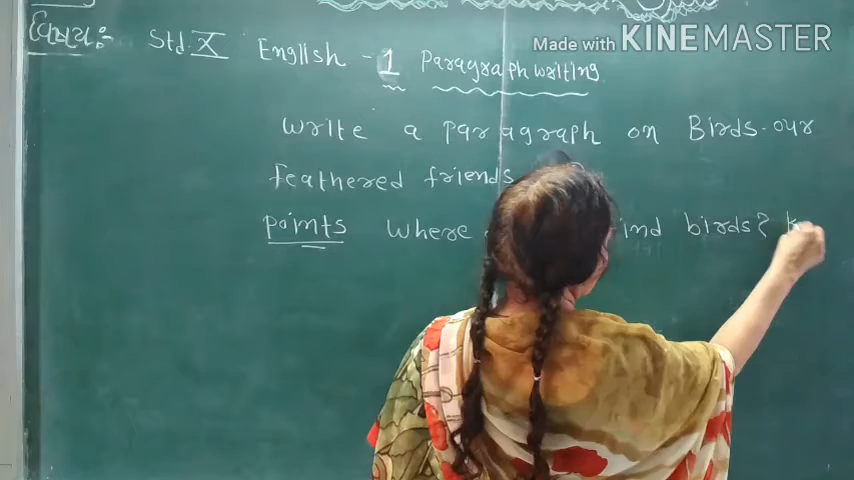 Made with KINEMASTER
વિષય:-
Std. X English - 1 Paragraph writing
Write a paragraph on Birds-our
feathered friends
points Where ind birds? K